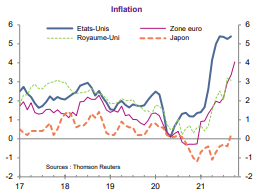 Inflation
Etats-Unis Zone euro
Royaume-Uni Japon
6 6
5 5
4 4
3 3
2 2
1 1
0 0
-1 -1
-2 -2
Sources : Thomson Reuters
17 18 19 20 21